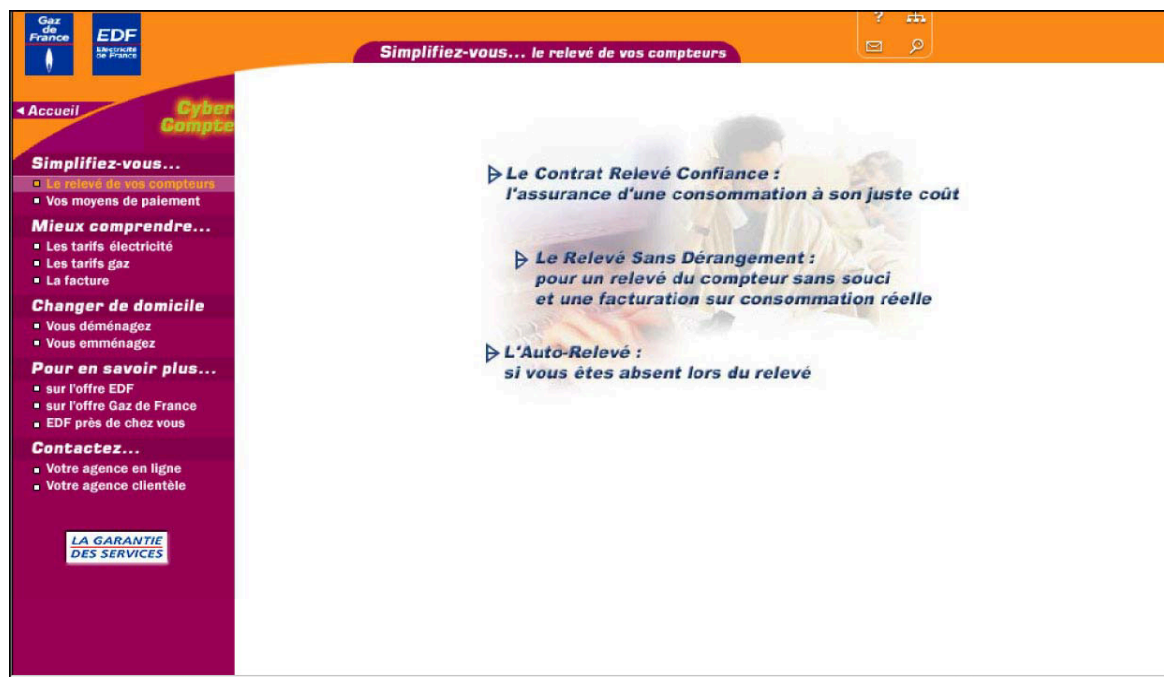 Gaz
de
France
EDF
Electricité
de France
Simplifiez-vous... le relevé de vos compteurs
?
Accueil
Cyber
Compte
Simplifiez-vous...
Le relevé de vos compteurs
Vos moyens de paiement
Mieux comprendre...
Les tarifs électricité
Les tarifs gaz
La facture
Changer de domicile
Vous déménagez
Vous emménagez
Pour en savoir plus...
sur l'offre EDF
sur l'offre Gaz de France
EDF près de chez vous
Contactez...
Votre agence en ligne
Votre agence clientèle
LA GARANTIE
DES SERVICES
Le Contrat Relevé Confiance :
l'assurance d'une consommation à son juste coût
Le Relevé Sans Dérangement :
pour un relevé du compteur sans souci
et une facturation sur consommation réelle
L'Auto-Relevé :
si vous êtes absent lors du relevé